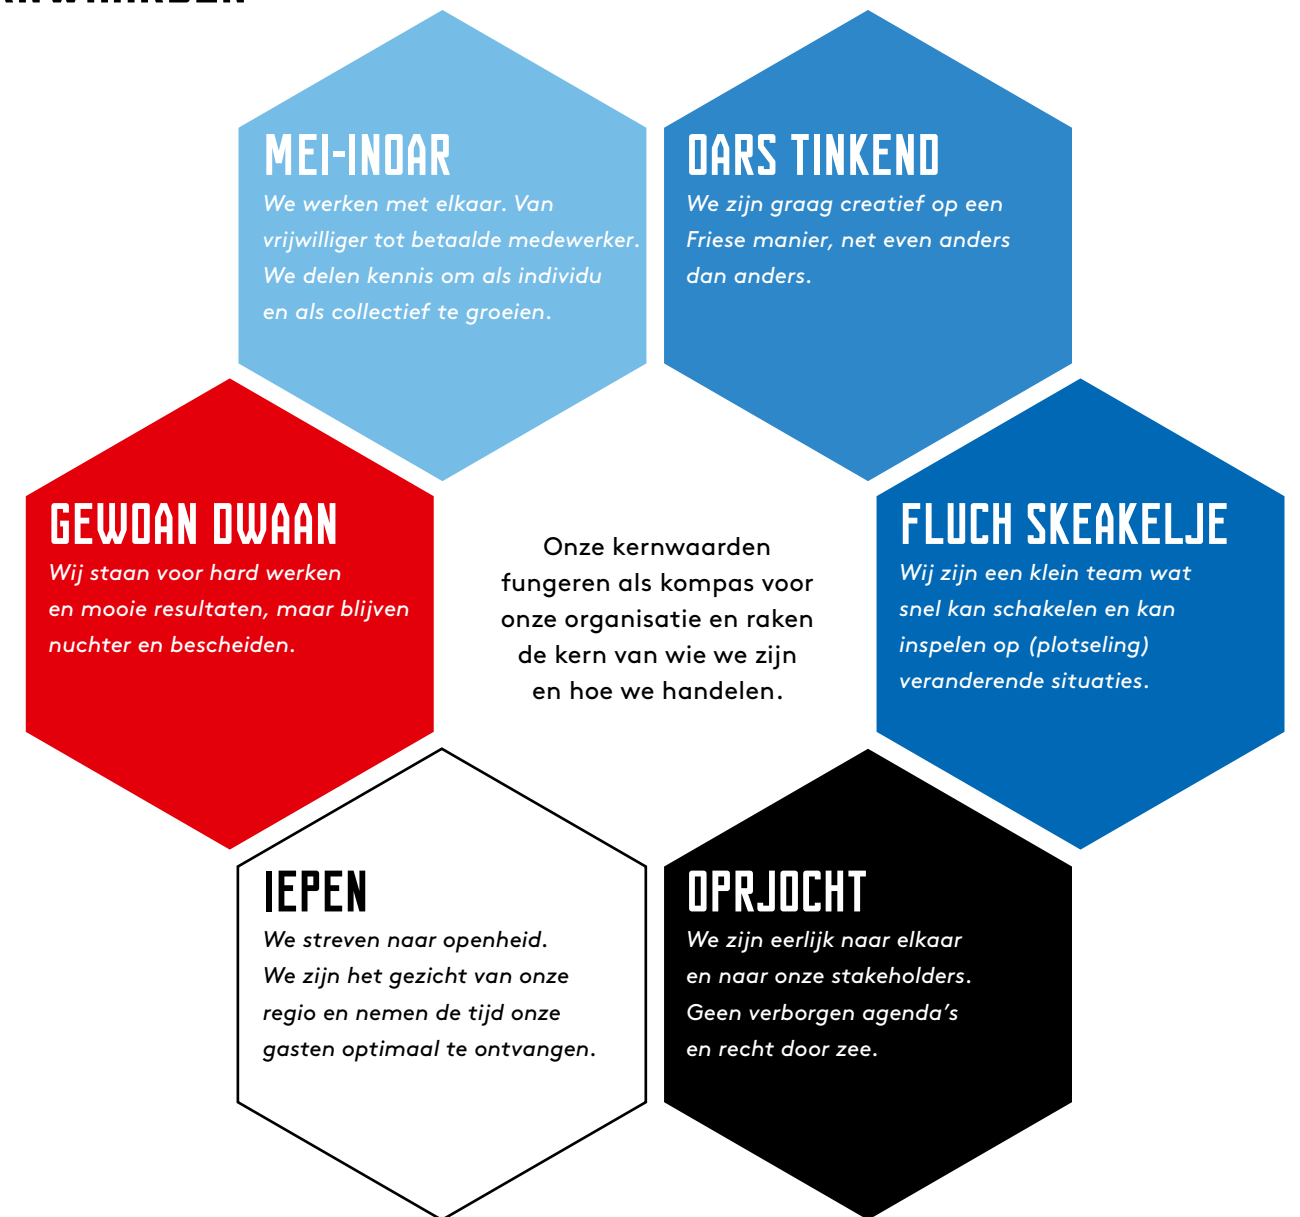 MEI-INOAR
We werken met elkaar. Van
vrijwilliger tot betaalde medewerker.
We delen kennis om als individu
en als collectief te groeien.
OARS TINKEND
We zijn graag creatief op een
Friese manier, net even anders
dan anders.
GEWOAN DWAAN
Wij staan voor hard werken
en mooie resultaten, maar blijven
nuchter en bescheiden.
Onze kernwaarden
fungeren als kompas voor
onze organisatie en raken
de kern van wie we zijn
en hoe we handelen.
FLUCH SKEAKELJE
Wij zijn een klein team wat
snel kan schakelen en kan
inspelen op (plotseling)
veranderende situaties.
IEPEN
We streven naar openheid.
We zijn het gezicht van onze
regio en nemen de tijd onze
gasten optimaal te ontvangen.
OPRJOCHT
We zijn eerlijk naar elkaar
en naar onze stakeholders.
Geen verborgen agenda's
en recht door zee.